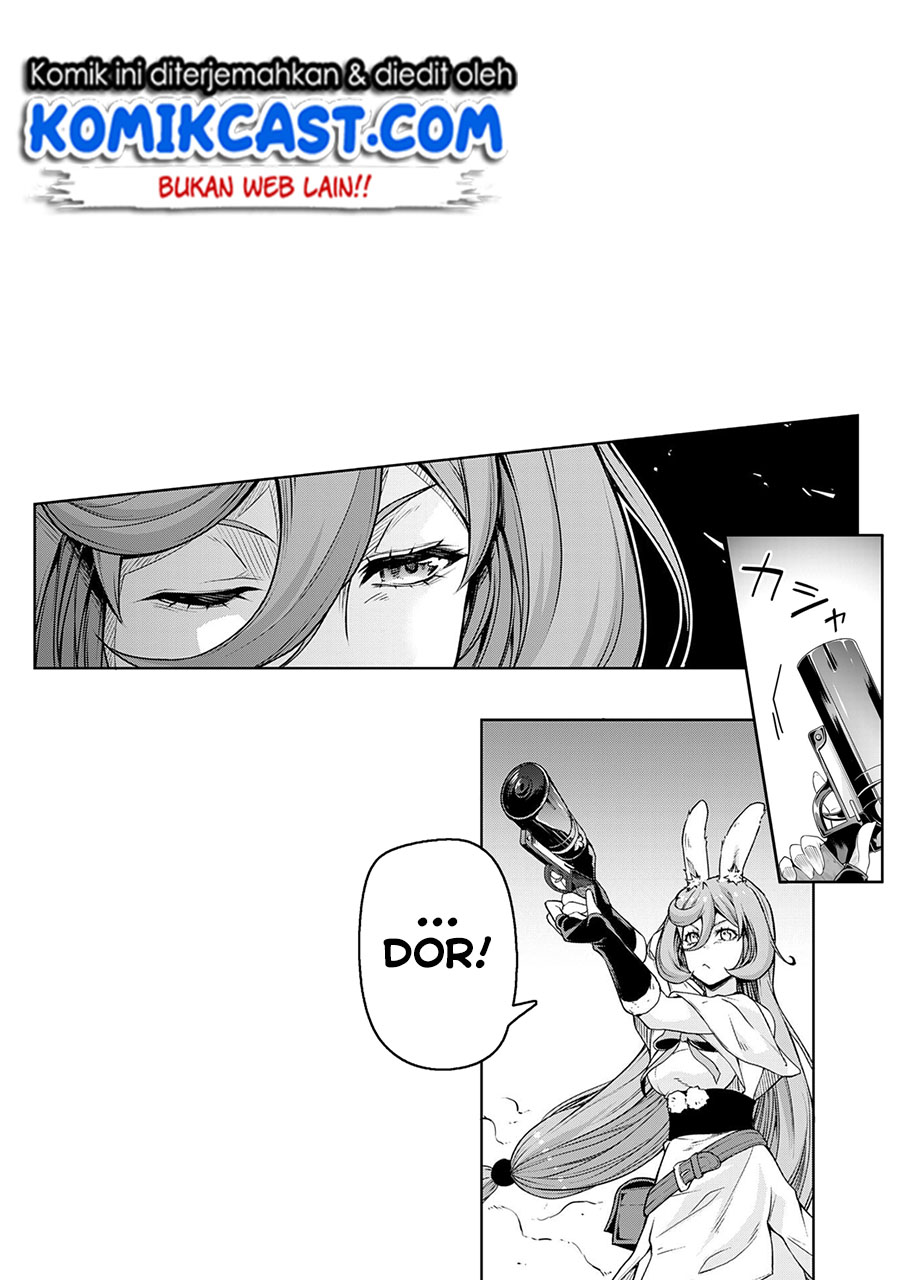 Komik ini diterjemahkan & diedit oleh
KOMIKCAST.COM
BUKAN WEB LAIN!!
カシャ
...
DOR!